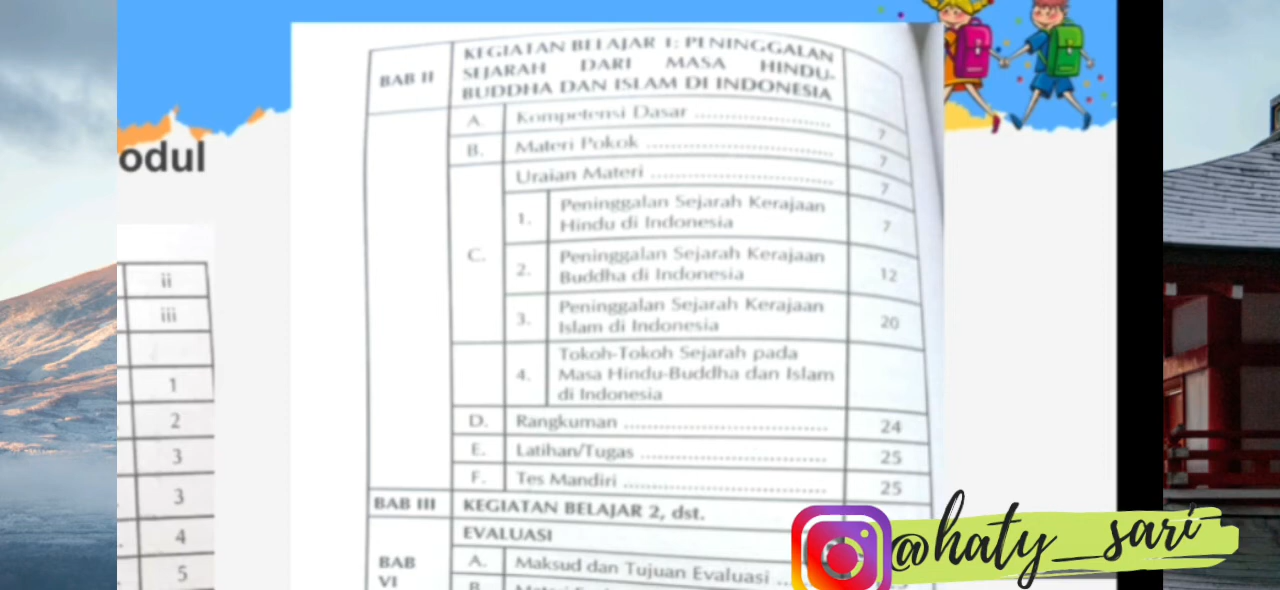 odul
ii
iii
1
2
3
3
4
5
BAB II
KEGIATAN BELAJAR 1: PENINGGALAN
SEJARAH DARI MASA HINDU-
BUDDHA DAN ISLAM DI INDONESIA
A. Kompetensi Dasar ........................ 7
B. Materi Pokok ................................ 7
C.
Uraian Materi ............................... 7
1. Peninggalan Sejarah Kerajaan
Hindu di Indonesia 7
2. Peninggalan Sejarah Kerajaan
Buddha di Indonesia 12
3. Peninggalan Sejarah Kerajaan
Islam di Indonesia 20
4. Tokoh-Tokoh Sejarah pada
Masa Hindu-Buddha dan Islam
di Indonesia
D. Rangkuman ................................... 24
E. Latihan/Tugas ................................ 25
F. Tes Mandiri ................................... 25
BAB III KEGIATAN BELAJAR 2, dst.
BAB
VI
EVALUASI
A. Maksud dan Tujuan Evaluasi ..
B.
@haty_sari